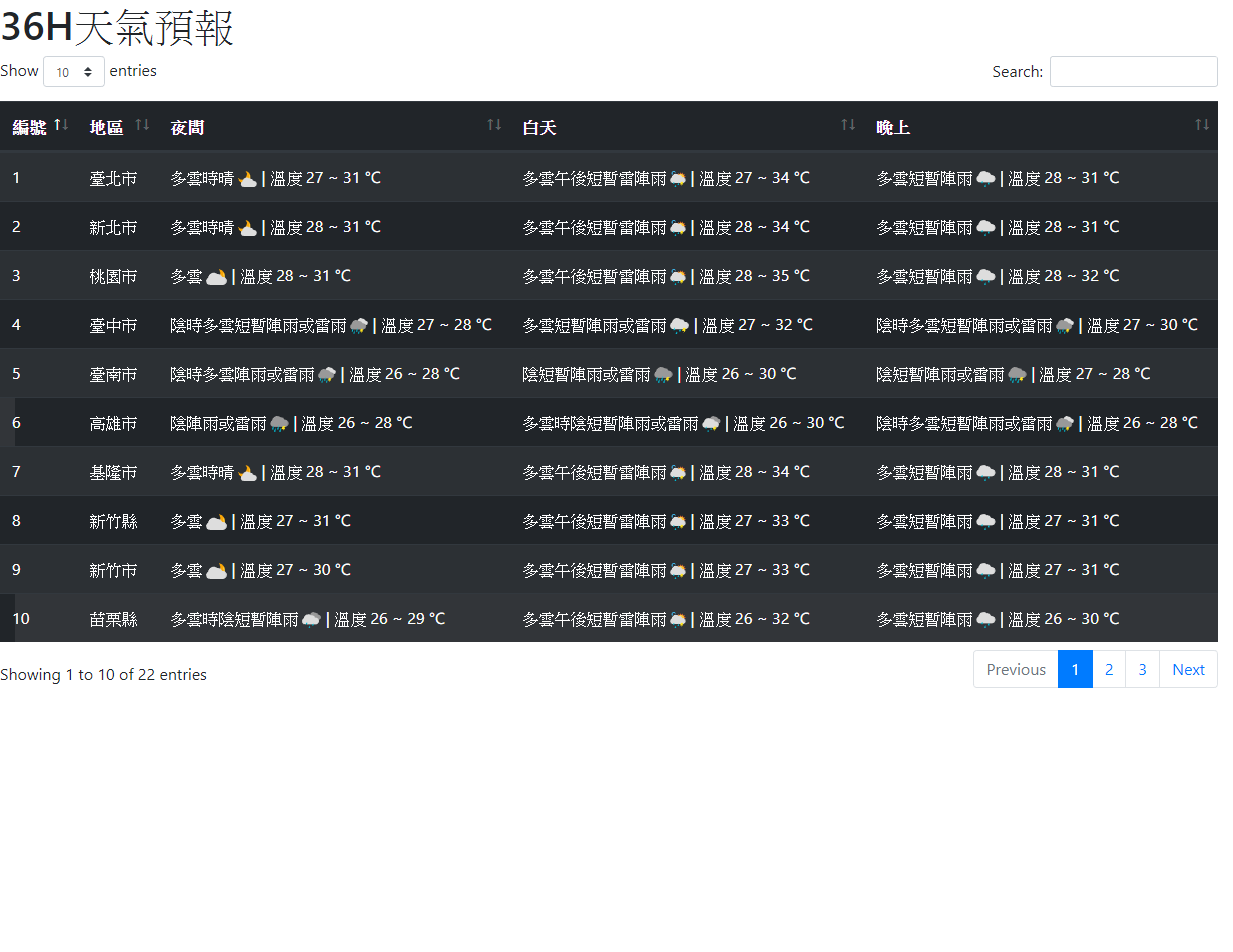 36H天氣預報
Show 10 entries Search:
編號 地區 夜間 白天 晚上
1 臺北市 多雲時晴 | 溫度 27 ~ 31 ℃ 多雲午後短暫雷陣雨 | 溫度 27 ~ 34 ℃ 多雲短暫陣雨 | 溫度 28 ~ 31 ℃
2 新北市 多雲時晴 | 溫度 28 ~ 31 ℃ 多雲午後短暫雷陣雨 | 溫度 28 ~ 34 ℃ 多雲短暫陣雨 | 溫度 28 ~ 31 ℃
3 桃園市 多雲 | 溫度 28 ~ 31 ℃ 多雲午後短暫雷陣雨 | 溫度 28 ~ 35 ℃ 多雲短暫陣雨 | 溫度 28 ~ 32 ℃
4 臺中市 陰時多雲短暫陣雨或雷雨 | 溫度 27 ~ 28 ℃ 多雲短暫陣雨或雷雨 | 溫度 27 ~ 32 ℃ 陰時多雲短暫陣雨或雷雨 | 溫度 27 ~ 30 ℃
5 臺南市 陰時多雲陣雨或雷雨 | 溫度 26 ~ 28 ℃ 陰短暫陣雨或雷雨 | 溫度 26 ~ 30 ℃ 陰短暫陣雨或雷雨 | 溫度 27 ~ 28 ℃
6 高雄市 陰陣雨或雷雨 | 溫度 26 ~ 28 ℃ 多雲時陰短暫陣雨或雷雨 | 溫度 26 ~ 30 ℃ 陰時多雲短暫陣雨或雷雨 | 溫度 26 ~ 28 ℃
7 基隆市 多雲時晴 | 溫度 28 ~ 31 ℃ 多雲午後短暫雷陣雨 | 溫度 28 ~ 34 ℃ 多雲短暫陣雨 | 溫度 28 ~ 31 ℃
8 新竹縣 多雲 | 溫度 27 ~ 31 ℃ 多雲午後短暫雷陣雨 | 溫度 27 ~ 33 ℃ 多雲短暫陣雨 | 溫度 27 ~ 31 ℃
9 新竹市 多雲 | 溫度 27 ~ 30 ℃ 多雲午後短暫雷陣雨 | 溫度 27 ~ 33 ℃ 多雲短暫陣雨 | 溫度 27 ~ 31 ℃
10 苗栗縣 多雲時陰短暫陣雨 | 溫度 26 ~ 29 ℃ 多雲午後短暫雷陣雨 | 溫度 26 ~ 32 ℃ 多雲短暫陣雨 | 溫度 26 ~ 30 ℃
Showing 1 to 10 of 22 entries Previous 1 2 3 Next